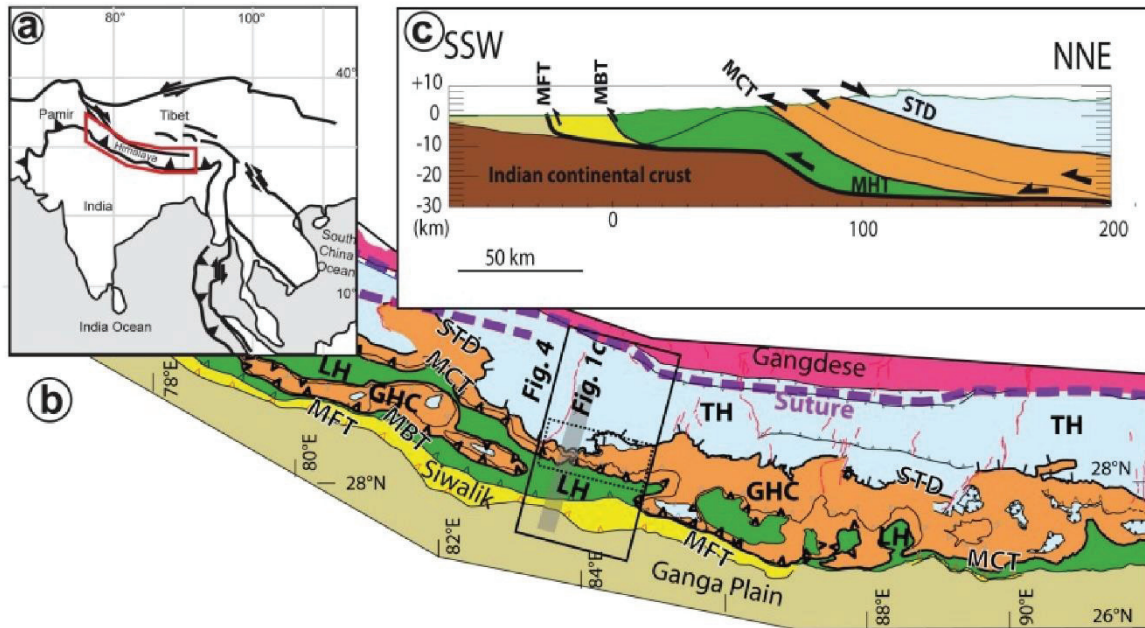 a
80°
100°
40°
Pamir
Tibet
Himalaya
India
South
China
Ocean
10°
India Ocean
c
SSW
NNE
MFT
MBT
MCT
STD
+10
0
-10
-20
-30
(km)
Indian continental crust
MHT
0
100
200
50 km
b
STD
MCT
LH
GHC
MBT
MFT
Siwalik
Fig. 4
Fig. 1c
Gangdese
Suture
TH
TH
STD
28°N
GHC
LH
LH
MFT
MCT
Ganga Plain
78°E
80°E
28°N
82°E
84°E
88°E
90°E
26°N